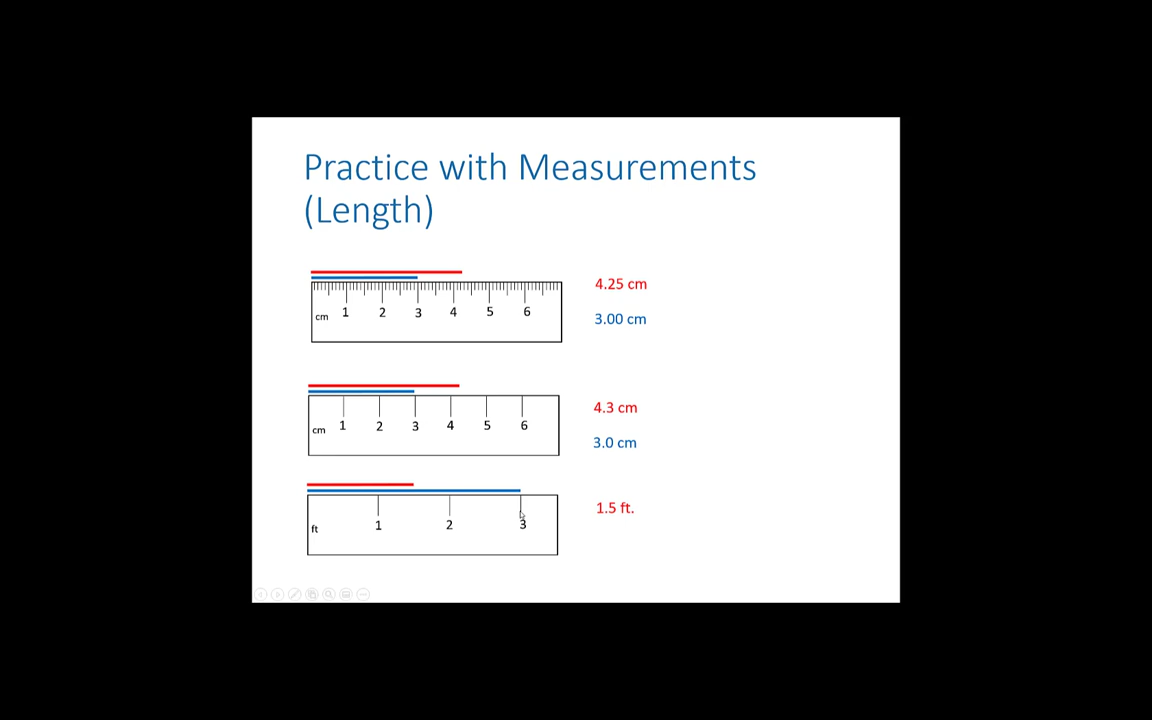 Practice with Measurements
(Length)
4.25 cm
cm 1 2 3 4 5 6
3.00 cm
4.3 cm
cm 1 2 3 4 5 6
3.0 cm
1.5 ft.
ft 1 2 3